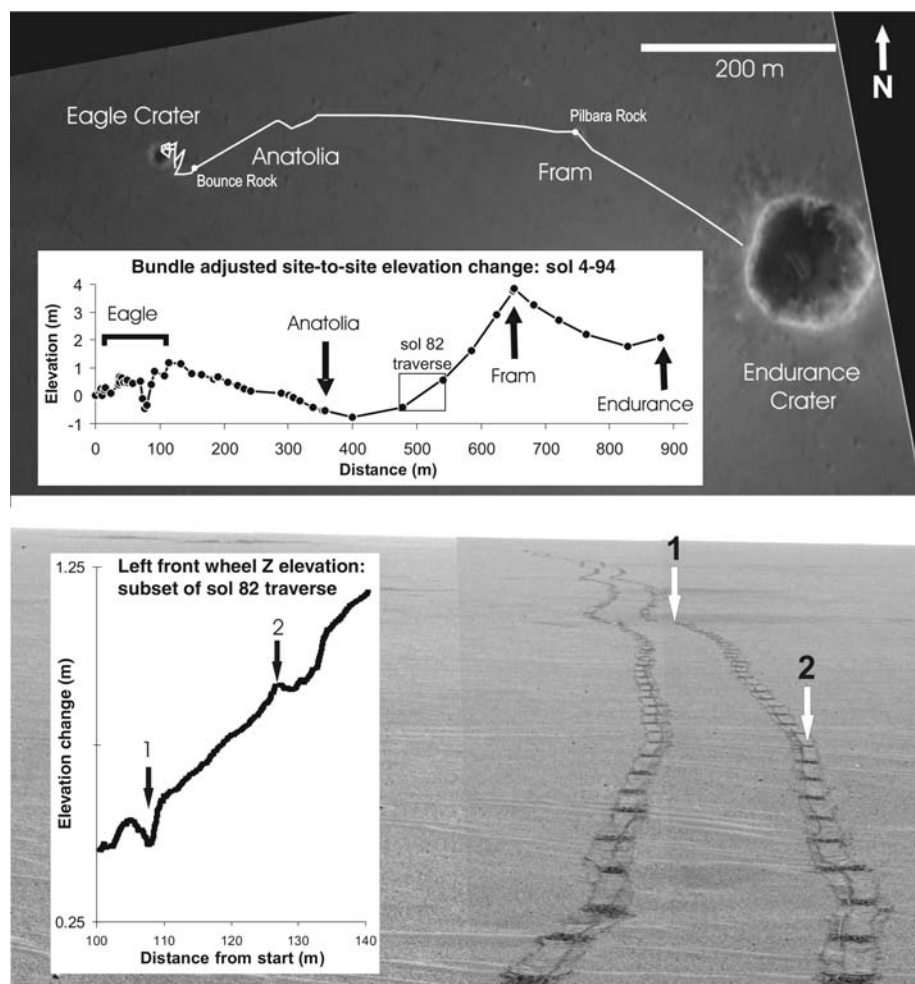 200 m
N
Eagle Crater
Pilbara Rock
Anatolia
Bounce Rock
Fram
Bundle adjusted site-to-site elevation change: sol 4-94
4
3
2
1
0
-1
Elevation (m)
Eagle
Anatolia
sol 82
traverse
Fram
Endurance
0 100 200 300 400 500 600 700 800 900
Distance (m)
Endurance
Crater
1
2
Left front wheel Z elevation:
subset of sol 82 traverse
1.25
0.25
Elevation change (m)
1
2
100 110 120 130 140
Distance from start (m)